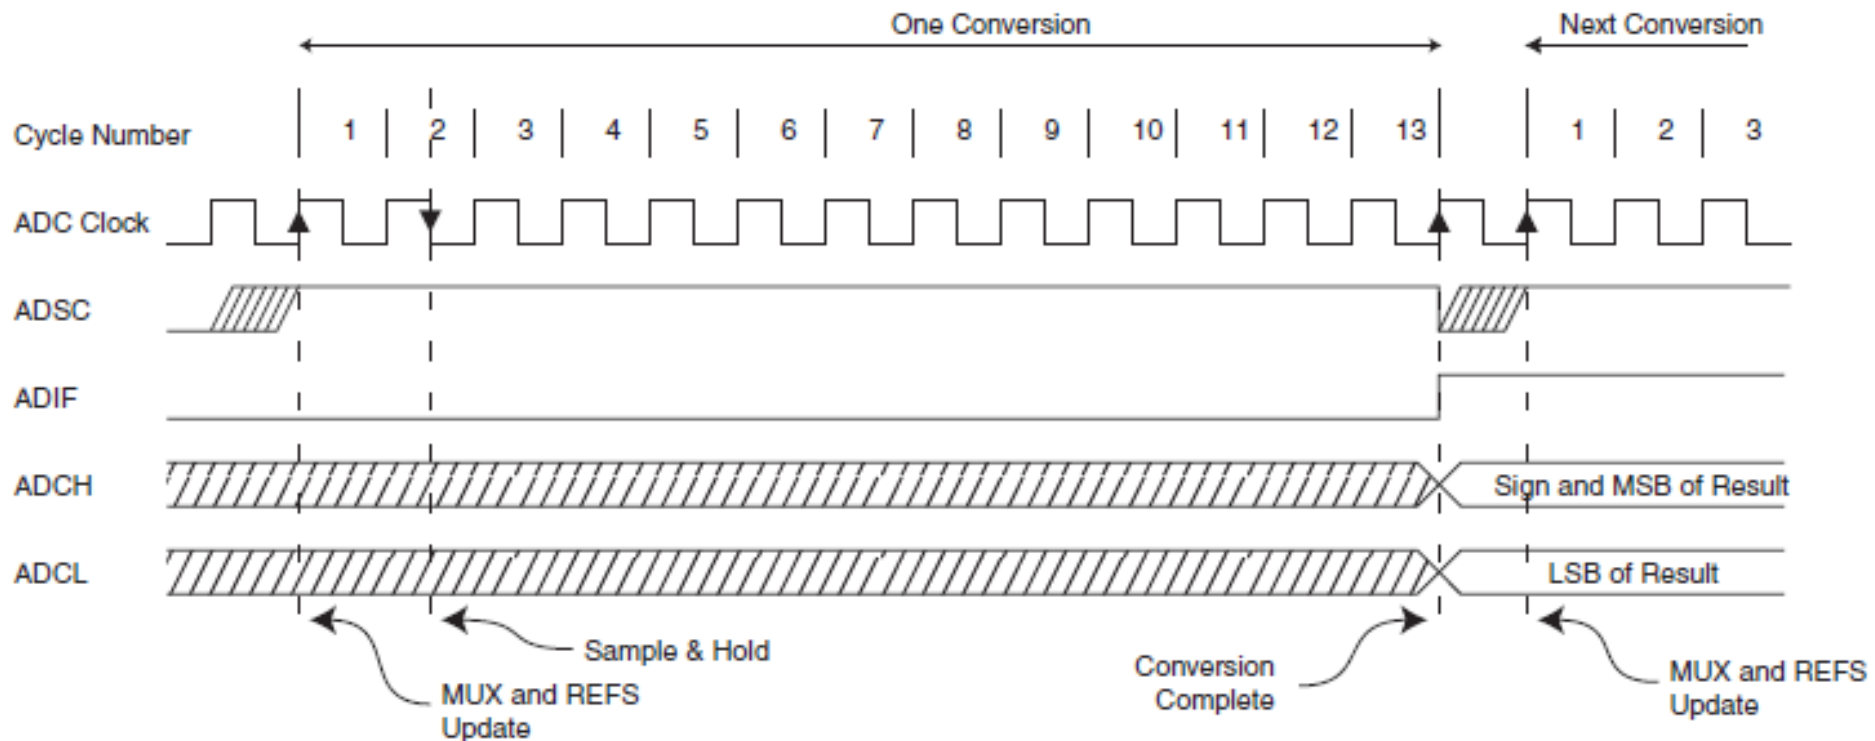 One Conversion
Next Conversion
Cycle Number
1 2 3 4 5 6 7 8 9 10 11 12 13 1 2 3
ADC Clock
ADSC
ADIF
ADCH
Sign and MSB of Result
ADCL
LSB of Result
Sample & Hold
MUX and REFS
Update
Conversion
Complete
MUX and REFS
Update